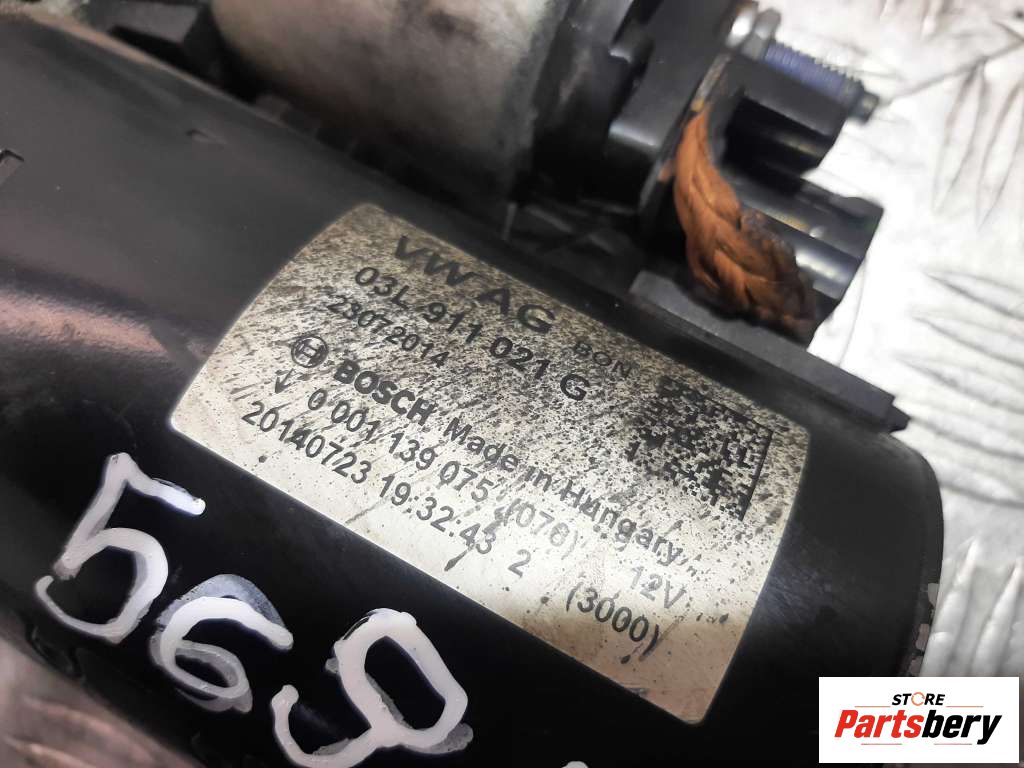 VW AG BON
03L 911 021 G
23072014
BOSCH Made in Hungary
0 001 139 075 (076) 12V
20140723 19:32:43 2 (3000)
569
STORE
Partsbery